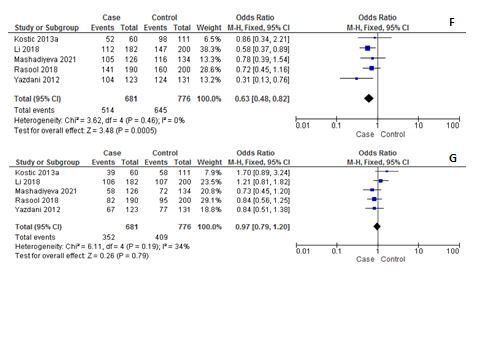 F
Case Control Odds Ratio Odds Ratio
Study or Subgroup Events Total Events Total Weight M-H, Fixed, 95% CI M-H, Fixed, 95% CI
Kostic 2013a 52 60 98 111 6.5% 0.86 [0.34, 2.21]
Li 2018 112 182 147 200 38.3% 0.58 [0.37, 0.89]
Mashadiyeva 2021 105 126 116 134 13.9% 0.78 [0.39, 1.54]
Rasool 2018 141 190 160 200 28.6% 0.72 [0.45, 1.16]
Yazdani 2012 104 123 124 131 12.7% 0.31 [0.13, 0.76]
Total (95% CI) 681 776 100.0% 0.63 [0.48, 0.82]
Total events 514 645
Heterogeneity: Chi² = 3.62, df = 4 (P = 0.46); I² = 0%
Test for overall effect: Z = 3.48 (P = 0.0005)
0.01 0.1 1 10 100
Case Control
G
Case Control Odds Ratio Odds Ratio
Study or Subgroup Events Total Events Total Weight M-H, Fixed, 95% CI M-H, Fixed, 95% CI
Kostic 2013a 39 60 58 111 9.2% 1.70 [0.89, 3.24]
Li 2018 106 182 107 200 23.5% 1.21 [0.81, 1.82]
Mashadiyeva 2021 58 126 72 134 21.2% 0.73 [0.45, 1.20]
Rasool 2018 82 190 95 200 27.4% 0.84 [0.56, 1.25]
Yazdani 2012 67 123 77 131 18.8% 0.84 [0.51, 1.38]
Total (95% CI) 681 776 100.0% 0.97 [0.79, 1.20]
Total events 352 409
Heterogeneity: Chi² = 6.11, df = 4 (P = 0.19); I² = 34%
Test for overall effect: Z = 0.26 (P = 0.79)
0.01 0.1 1 10 100
Case Control